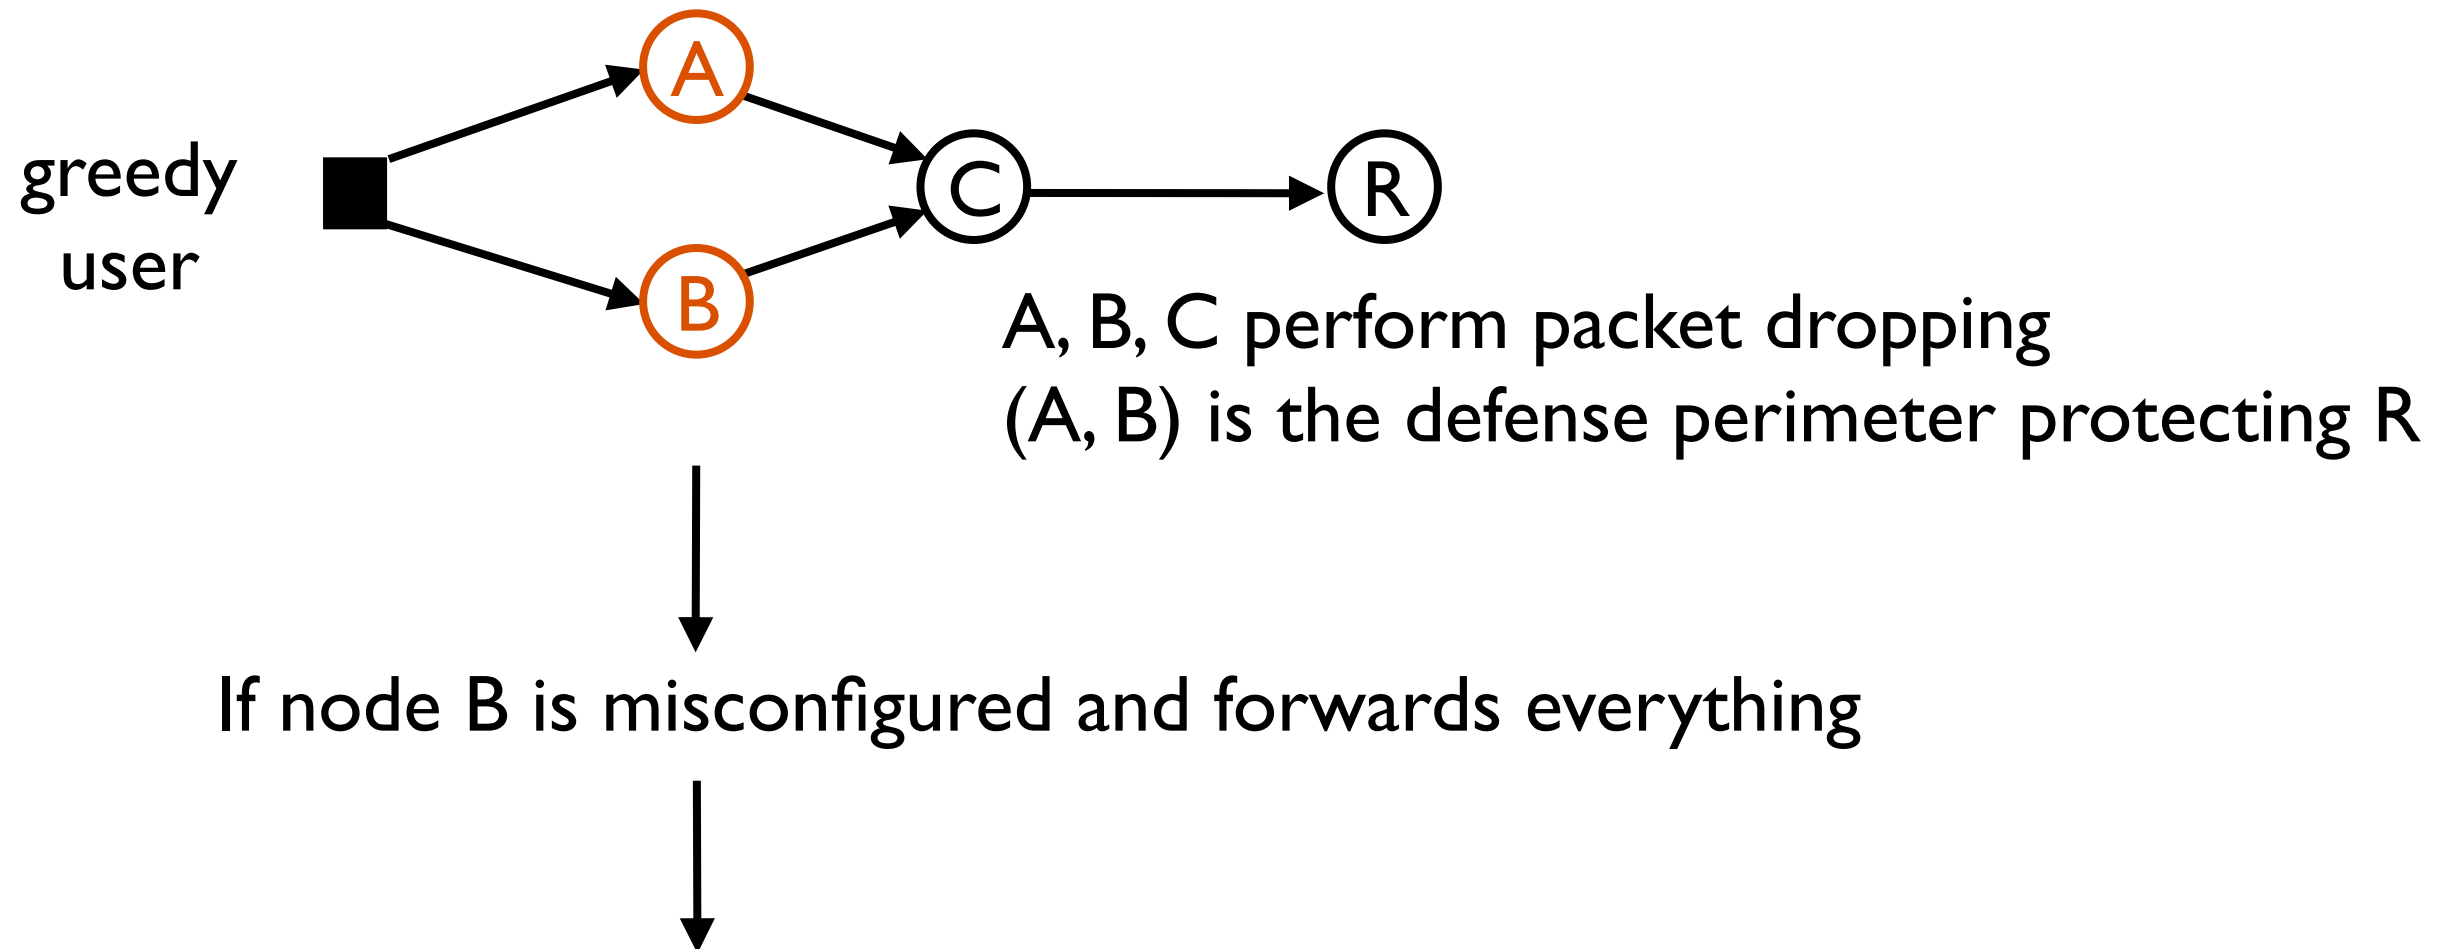 A
greedy
user
C
R
B
A, B, C perform packet dropping
(A, B) is the defense perimeter protecting R
If node B is misconfigured and forwards everything